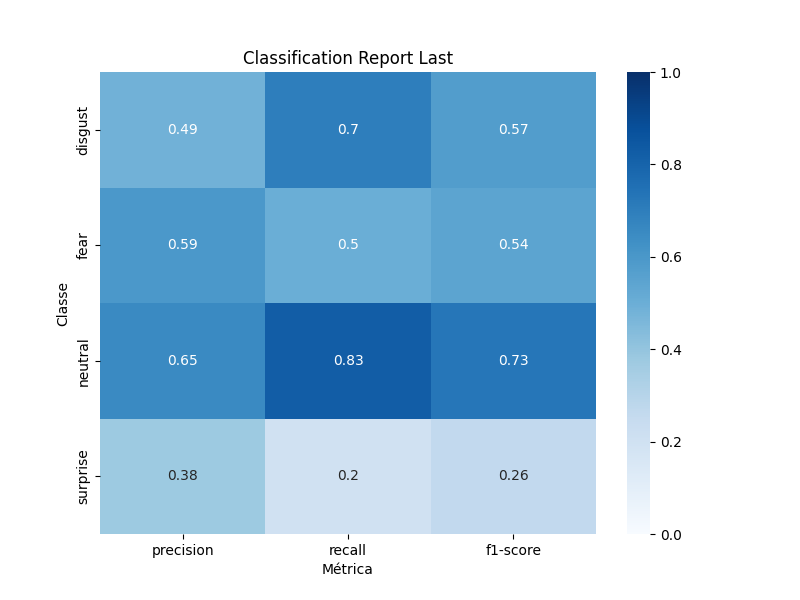 Classification Report Last
Classe
disgust
0.49 0.7 0.57
fear
0.59 0.5 0.54
neutral
0.65 0.83 0.73
surprise
0.38 0.2 0.26
precision recall f1-score
Métrica
1.0
0.8
0.6
0.4
0.2
0.0